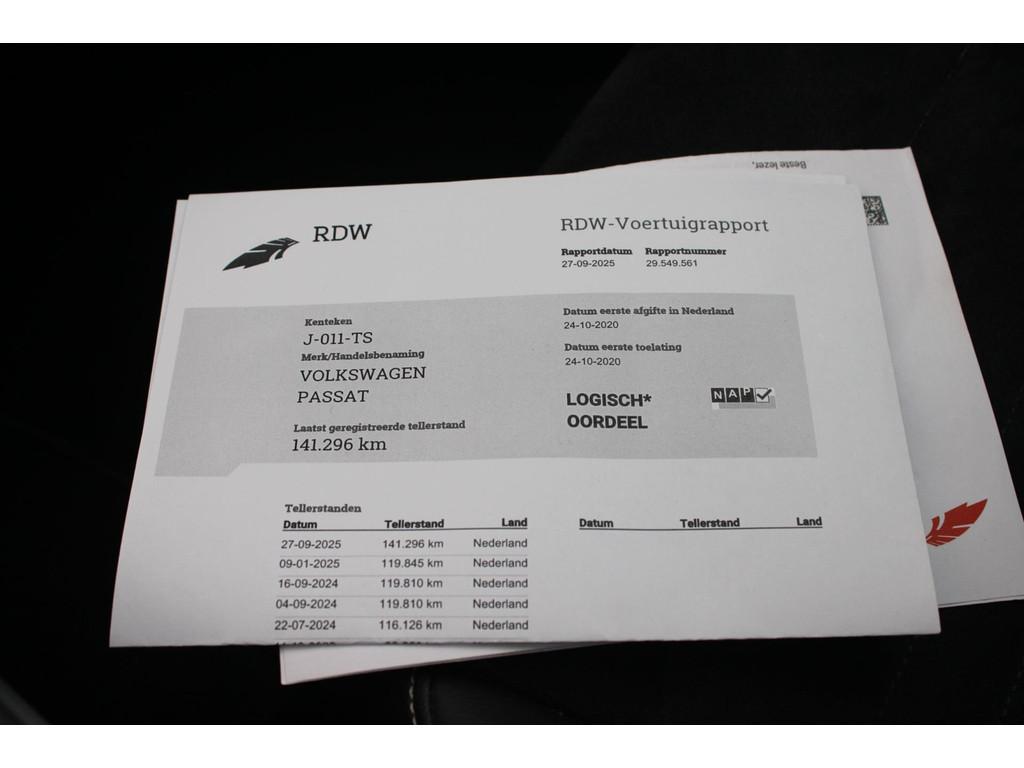 Beste lezer,
RDW
RDW-Voertuigrapport
Rapportdatum Rapportnummer
27-09-2025 29.549.561
Kenteken
J-011-TS
Merk/Handelsbenaming
VOLKSWAGEN
PASSAT
Laatst geregistreerde tellerstand
141.296 km
Datum eerste afgifte in Nederland
24-10-2020
Datum eerste toelating
24-10-2020
LOGISCH*
OORDEEL
NAP
Tellerstanden
Datum Tellerstand Land
27-09-2025 141.296 km Nederland
09-01-2025 119.845 km Nederland
16-09-2024 119.810 km Nederland
04-09-2024 119.810 km Nederland
22-07-2024 116.126 km Nederland
Datum Tellerstand Land